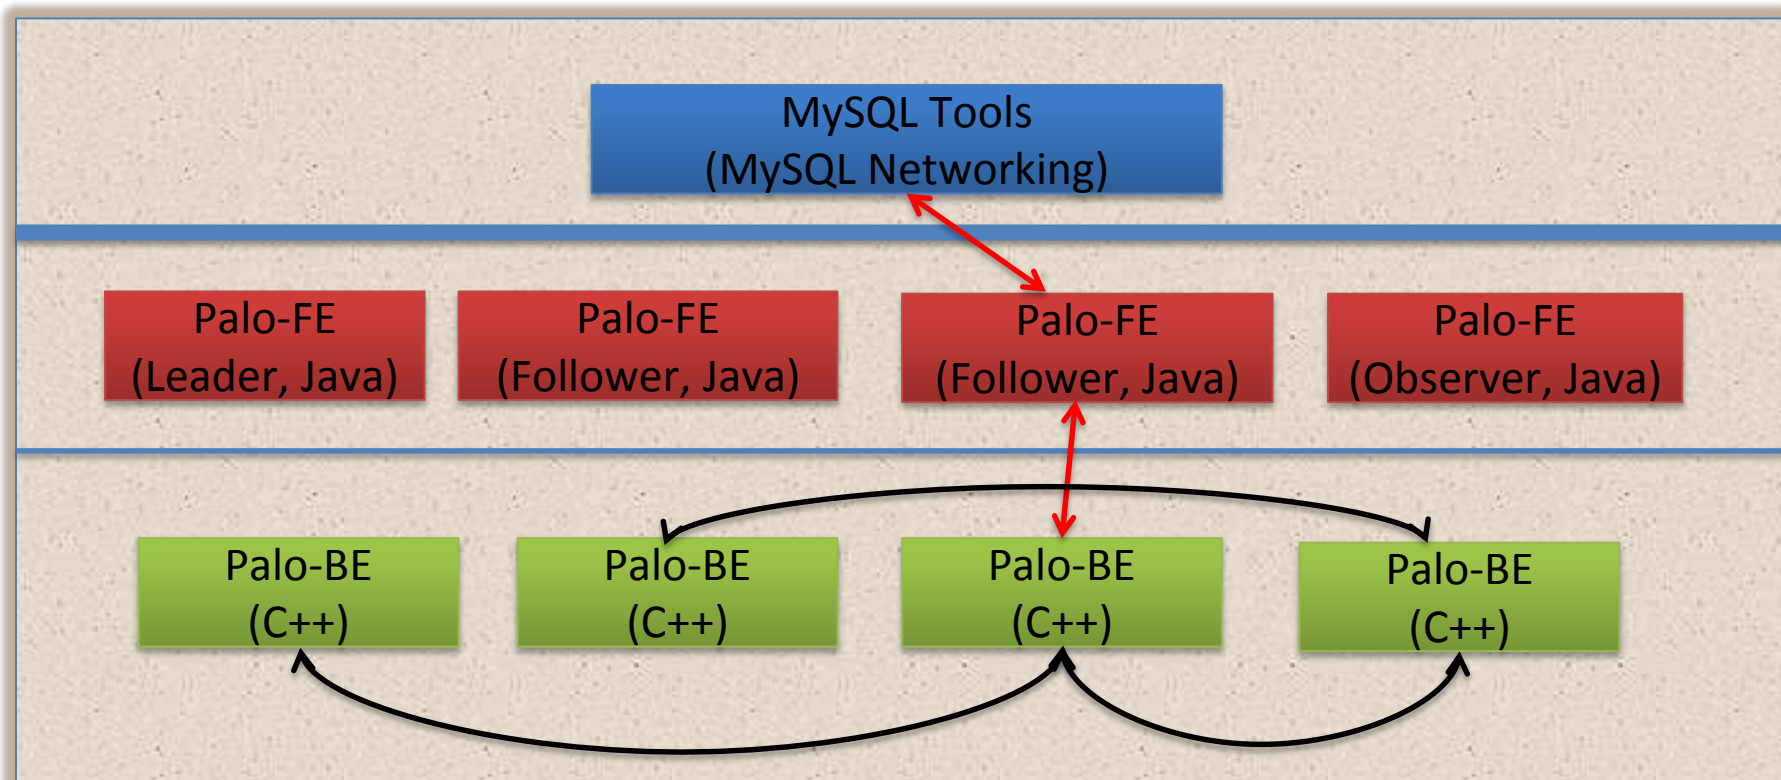 MySQL Tools
(MySQL Networking)
Palo-FE
(Leader, Java)
Palo-FE
(Follower, Java)
Palo-FE
(Follower, Java)
Palo-FE
(Observer, Java)
Palo-BE
(C++)
Palo-BE
(C++)
Palo-BE
(C++)
Palo-BE
(C++)